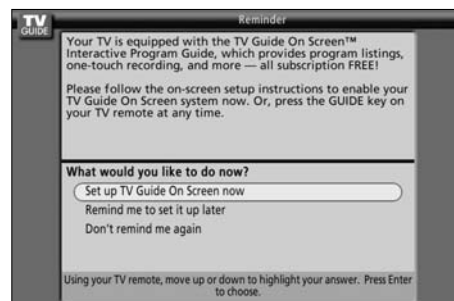 TV
GUIDE
Reminder
Your TV is equipped with the TV Guide On Screen™
Interactive Program Guide, which provides program listings,
one-touch recording, and more — all subscription FREE!
Please follow the on-screen setup instructions to enable your
TV Guide On Screen system now. Or, press the GUIDE key on
your TV remote at any time.
What would you like to do now?
Set up TV Guide On Screen now
Remind me to set it up later
Don't remind me again
Using your TV remote, move up or down to highlight your answer. Press Enter
to choose.